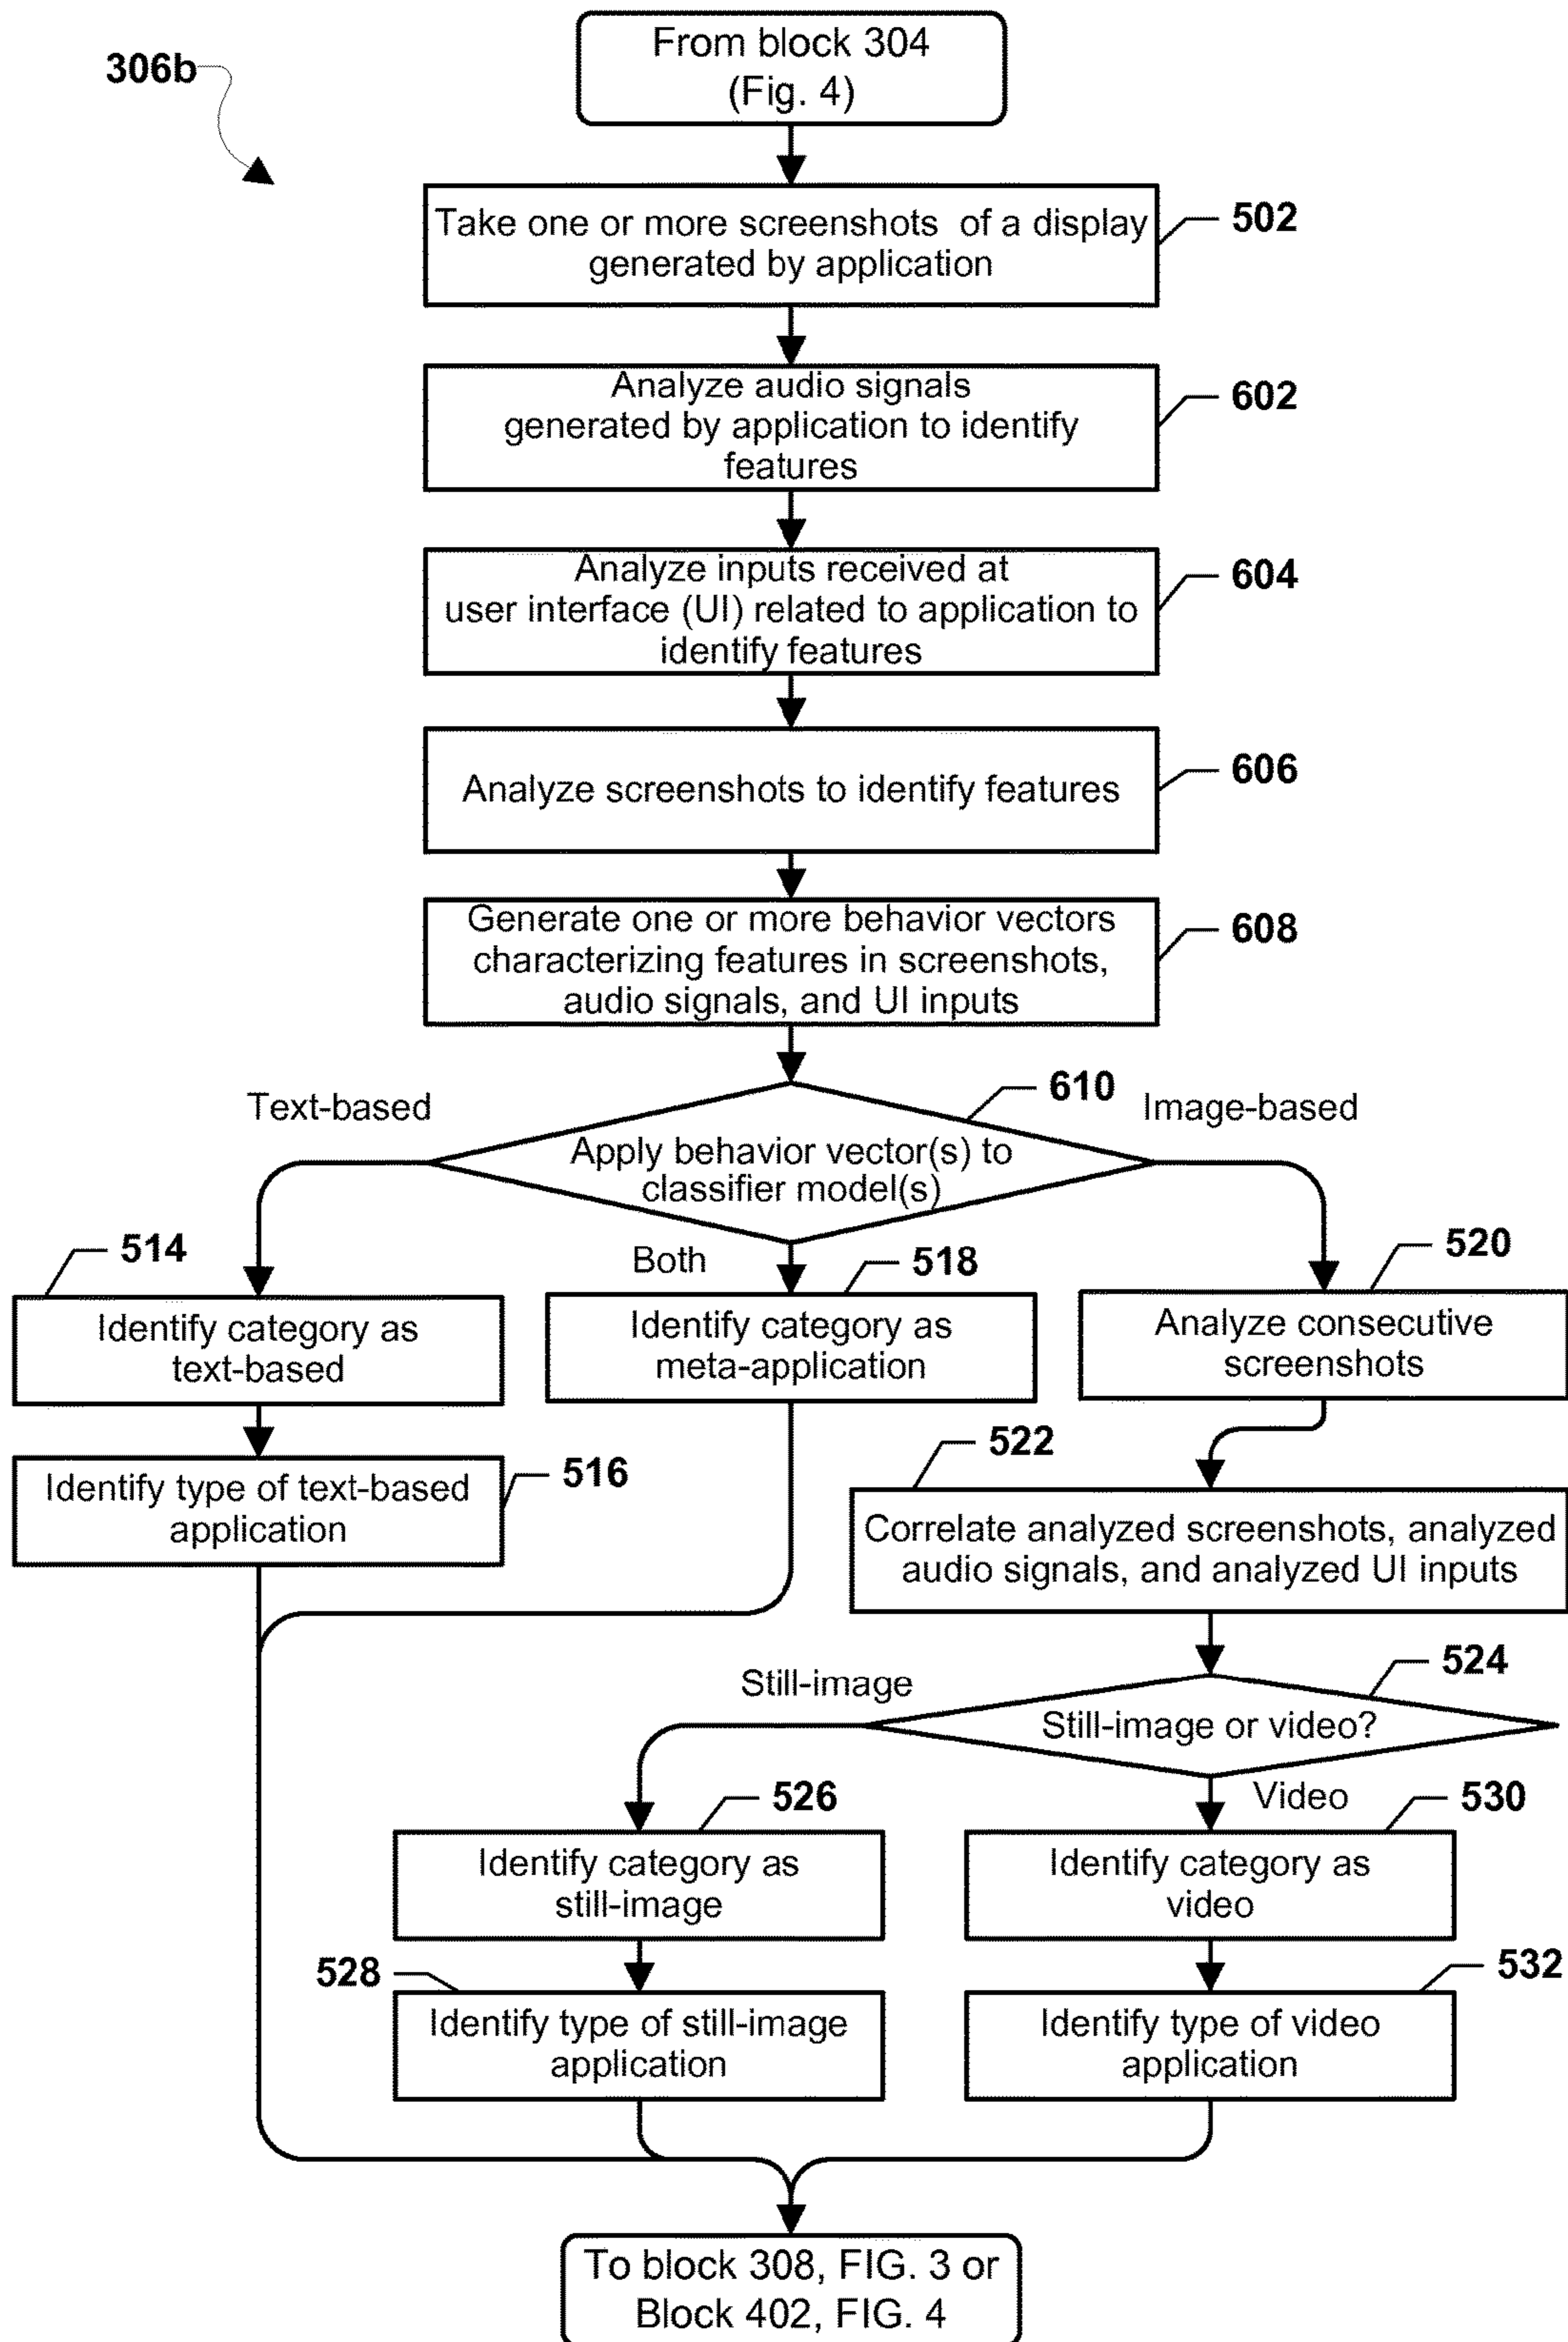 From block 304
(Fig. 4)
306b
Take one or more screenshots of a display
generated by application
502
Analyze audio signals
generated by application to identify
features
602
Analyze inputs received at
user interface (UI) related to application to
identify features
604
Analyze screenshots to identify features
606
Generate one or more behavior vectors
characterizing features in screenshots,
audio signals, and UI inputs
608
610
Text-based
Image-based
Apply behavior vector(s) to
classifier model(s)
Both
514
Identify category as
text-based
518
Identify category as
meta-application
520
Analyze consecutive
screenshots
516
Identify type of text-based
application
522
Correlate analyzed screenshots, analyzed
audio signals, and analyzed UI inputs
524
Still-image
Still-image or video?
Video
526
Identify category as
still-image
530
Identify category as
video
528
Identify type of still-image
application
532
Identify type of video
application
To block 308, FIG. 3 or
Block 402, FIG. 4